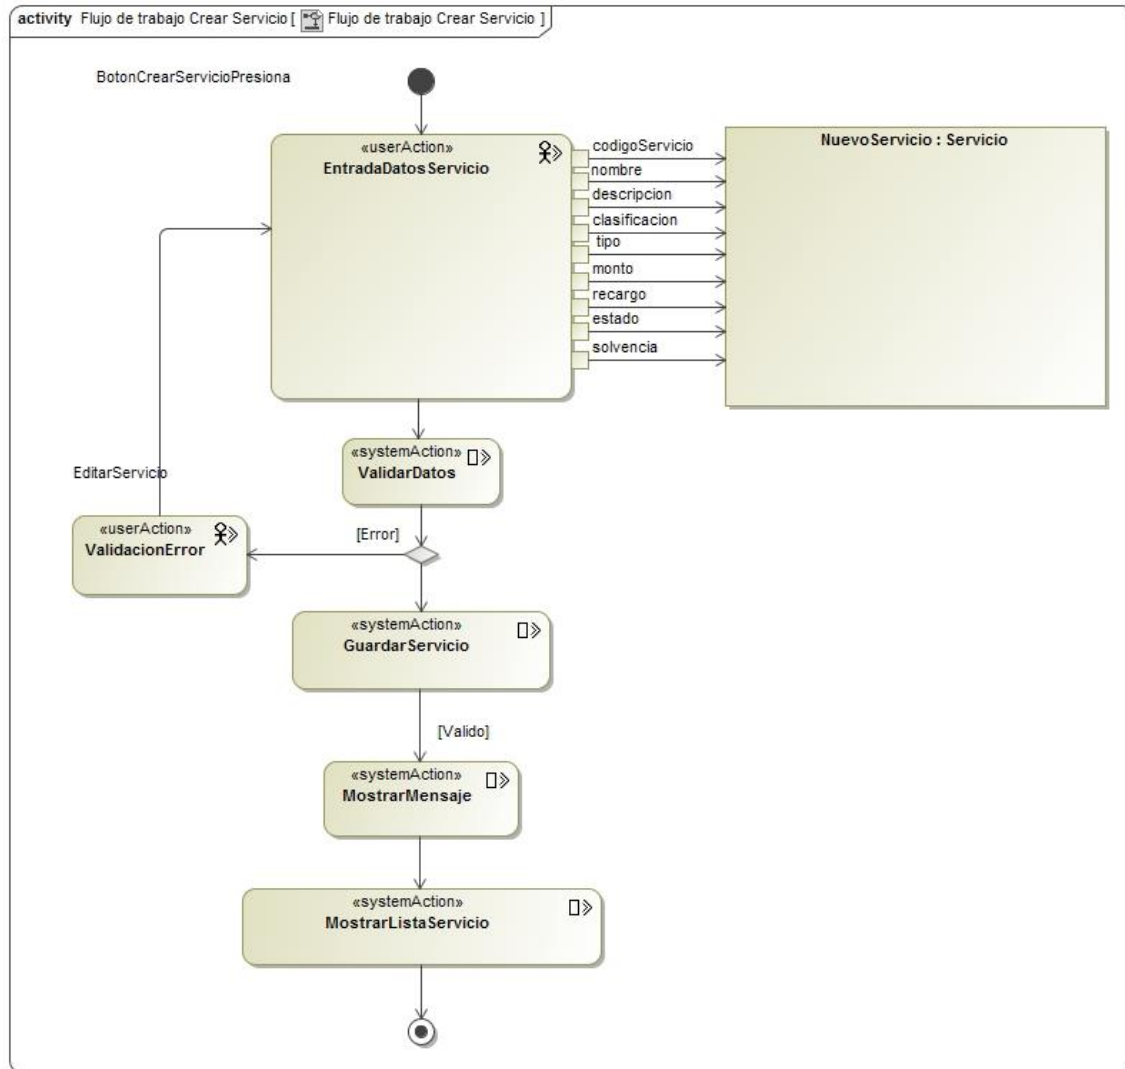 activity Flujo de trabajo Crear Servicio [ Flujo de trabajo Crear Servicio ]
BotonCrearServicioPresiona
«userAction»
EntradaDatosServicio
codigoServicio
nombre
descripcion
clasificacion
tipo
monto
recargo
estado
solvencia
NuevoServicio : Servicio
«systemAction»
ValidarDatos
EditarServicio
«userAction»
ValidacionError
[Error]
«systemAction»
GuardarServicio
[Valido]
«systemAction»
MostrarMensaje
«systemAction»
MostrarListaServicio